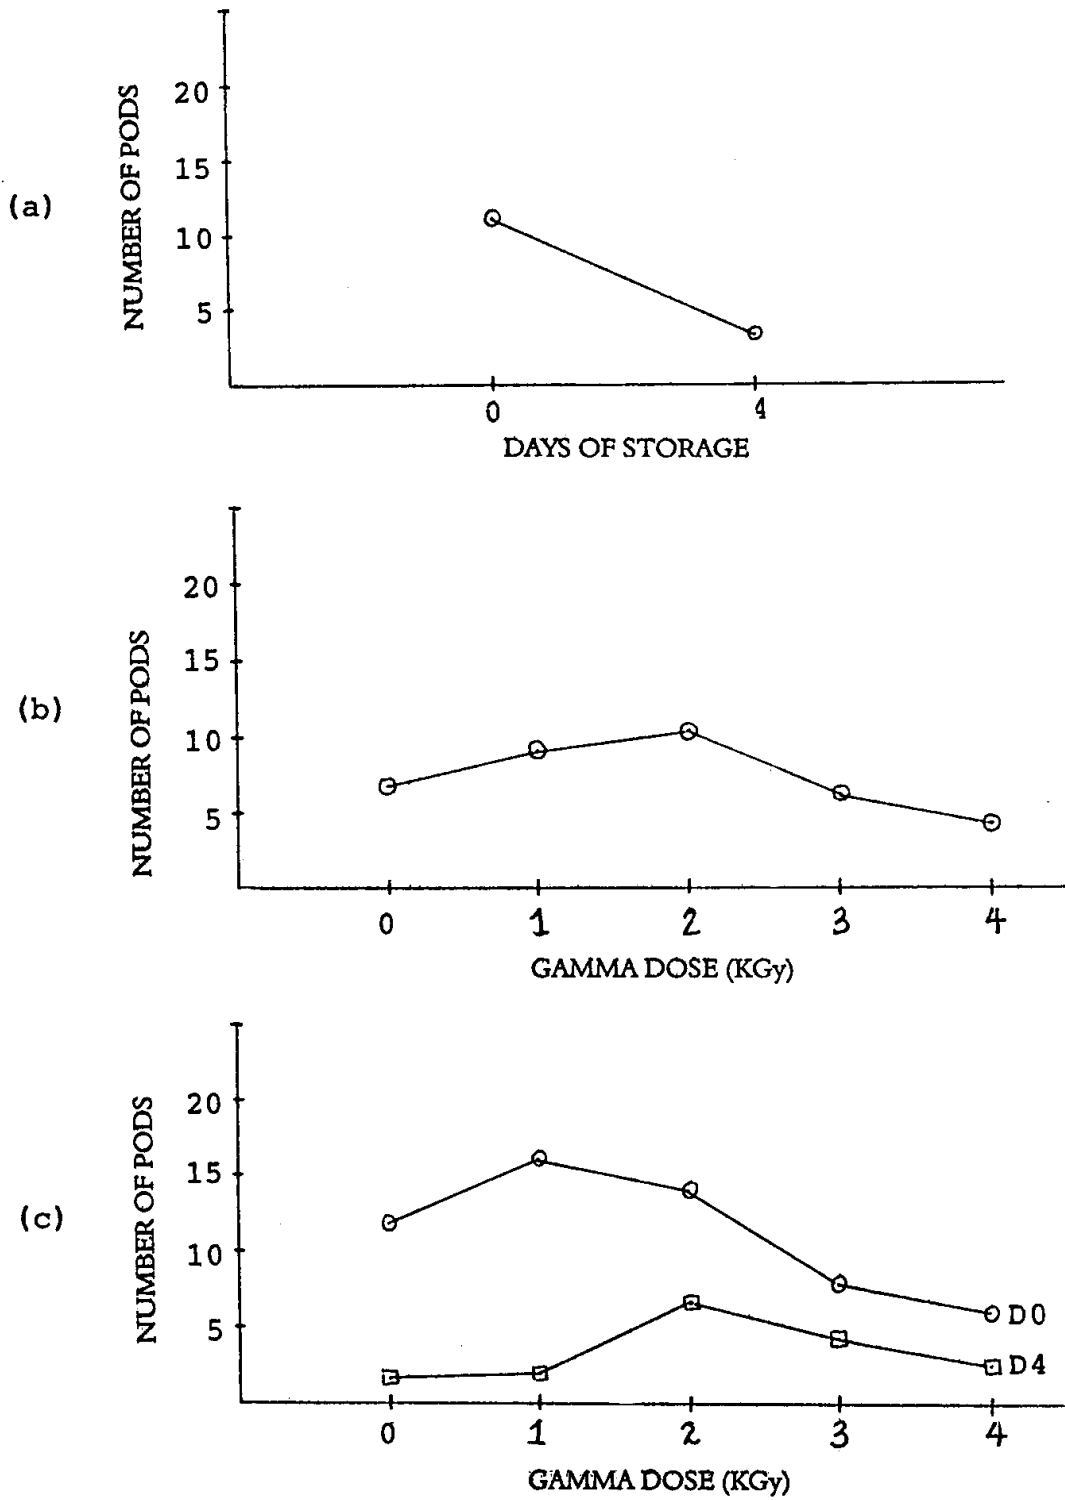 (a)
NUMBER OF PODS
20
15
10
5
0 4
DAYS OF STORAGE
(b)
NUMBER OF PODS
20
15
10
5
0 1 2 3 4
GAMMA DOSE (KGy)
(c)
NUMBER OF PODS
20
15
10
5
D0
D4
0 1 2 3 4
GAMMA DOSE (KGy)